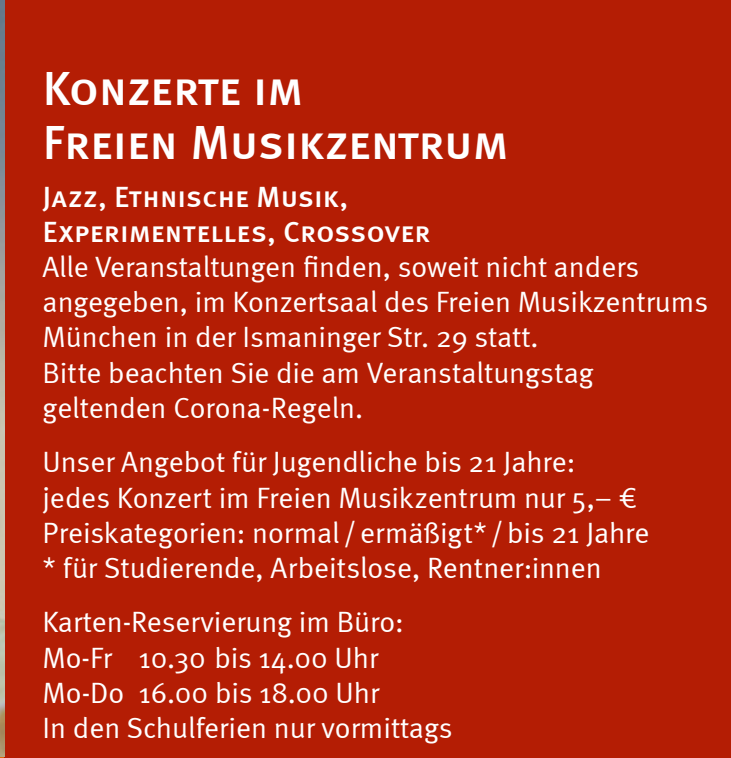 Konzerte im
Freien Musikzentrum
Jazz, Ethnische Musik,
Experimentelles, Crossover
Alle Veranstaltungen finden, soweit nicht anders
angegeben, im Konzertsaal des Freien Musikzentrums
München in der Ismaninger Str. 29 statt.
Bitte beachten Sie die am Veranstaltungstag
geltenden Corona-Regeln.
Unser Angebot für Jugendliche bis 21 Jahre:
jedes Konzert im Freien Musikzentrum nur 5,– €
Preiskategorien: normal / ermäßigt* / bis 21 Jahre
* für Studierende, Arbeitslose, Rentner:innen
Karten-Reservierung im Büro:
Mo-Fr 10.30 bis 14.00 Uhr
Mo-Do 16.00 bis 18.00 Uhr
In den Schulferien nur vormittags